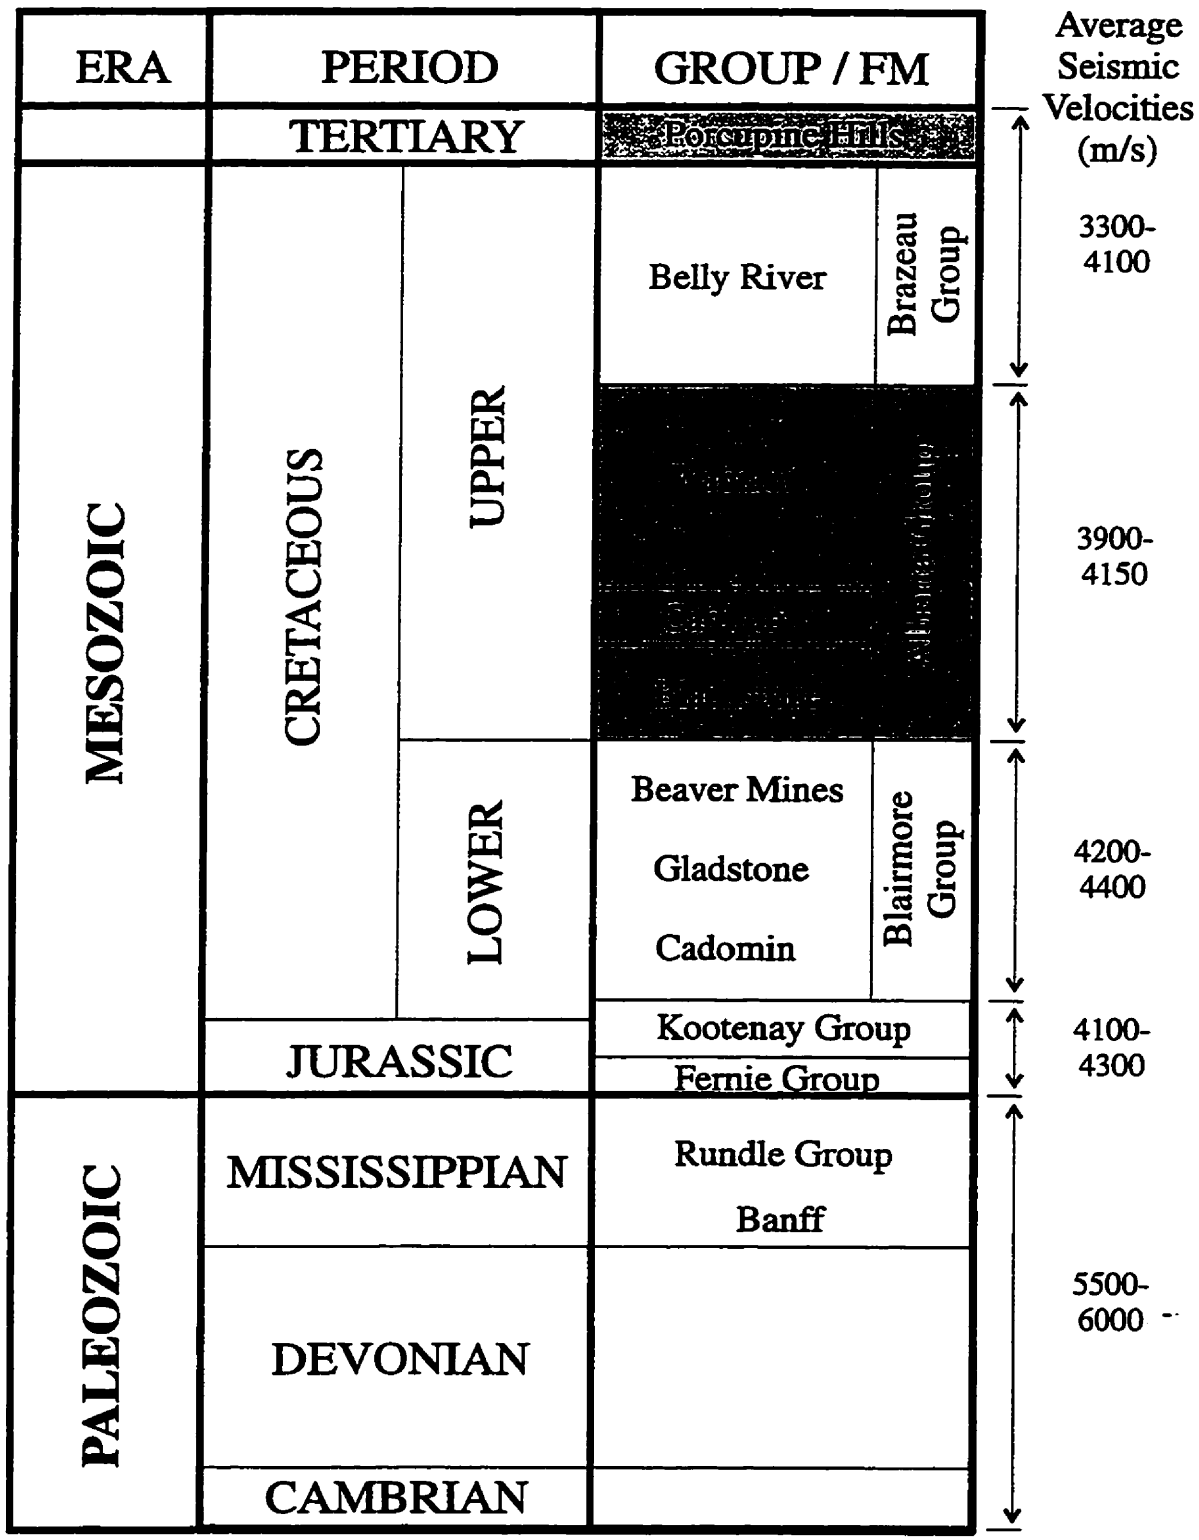 ERA
PERIOD
GROUP / FM
Average
Seismic
Velocities
(m/s)
TERTIARY
Porcupine Hills
3300-
4100
Belly River
Brazeau
Group
MESOZOIC
CRETACEOUS
UPPER
3900-
4150
LOWER
Beaver Mines
Gladstone
Cadomin
Blairmore
Group
4200-
4400
JURASSIC
Kootenay Group
Fernie Group
4100-
4300
PALEOZOIC
MISSISSIPPIAN
Rundle Group
Banff
DEVONIAN
5500-
6000
CAMBRIAN